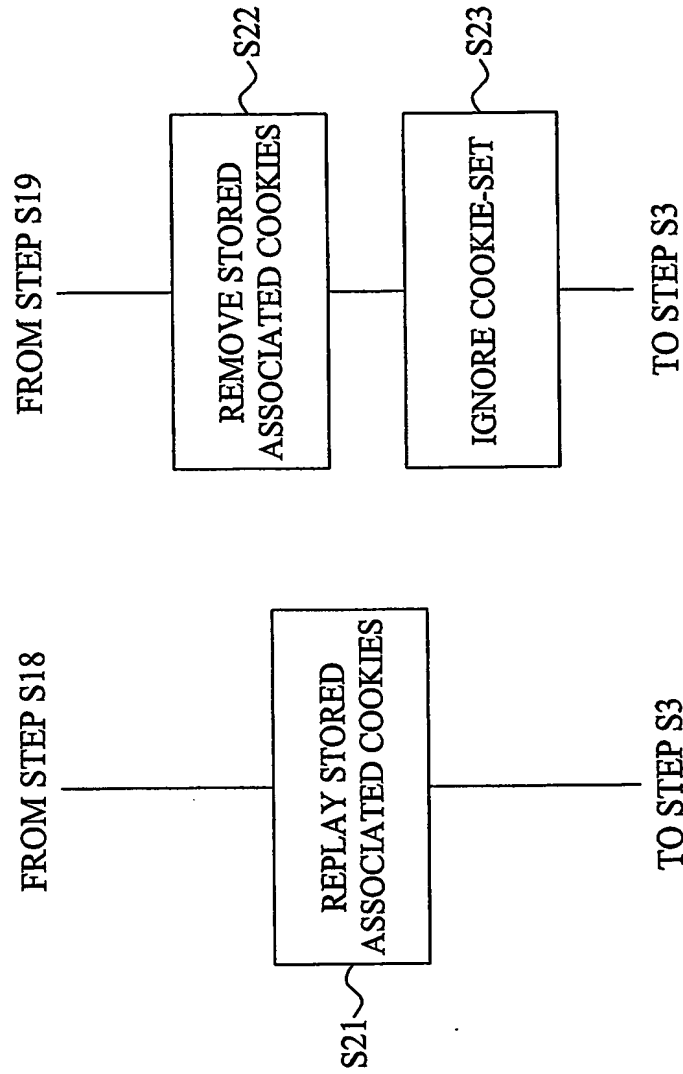 FROM STEP S18
S21
REPLAY STORED
ASSOCIATED COOKIES
TO STEP S3
FROM STEP S19
REMOVE STORED
ASSOCIATED COOKIES
S22
IGNORE COOKIE-SET
S23
TO STEP S3